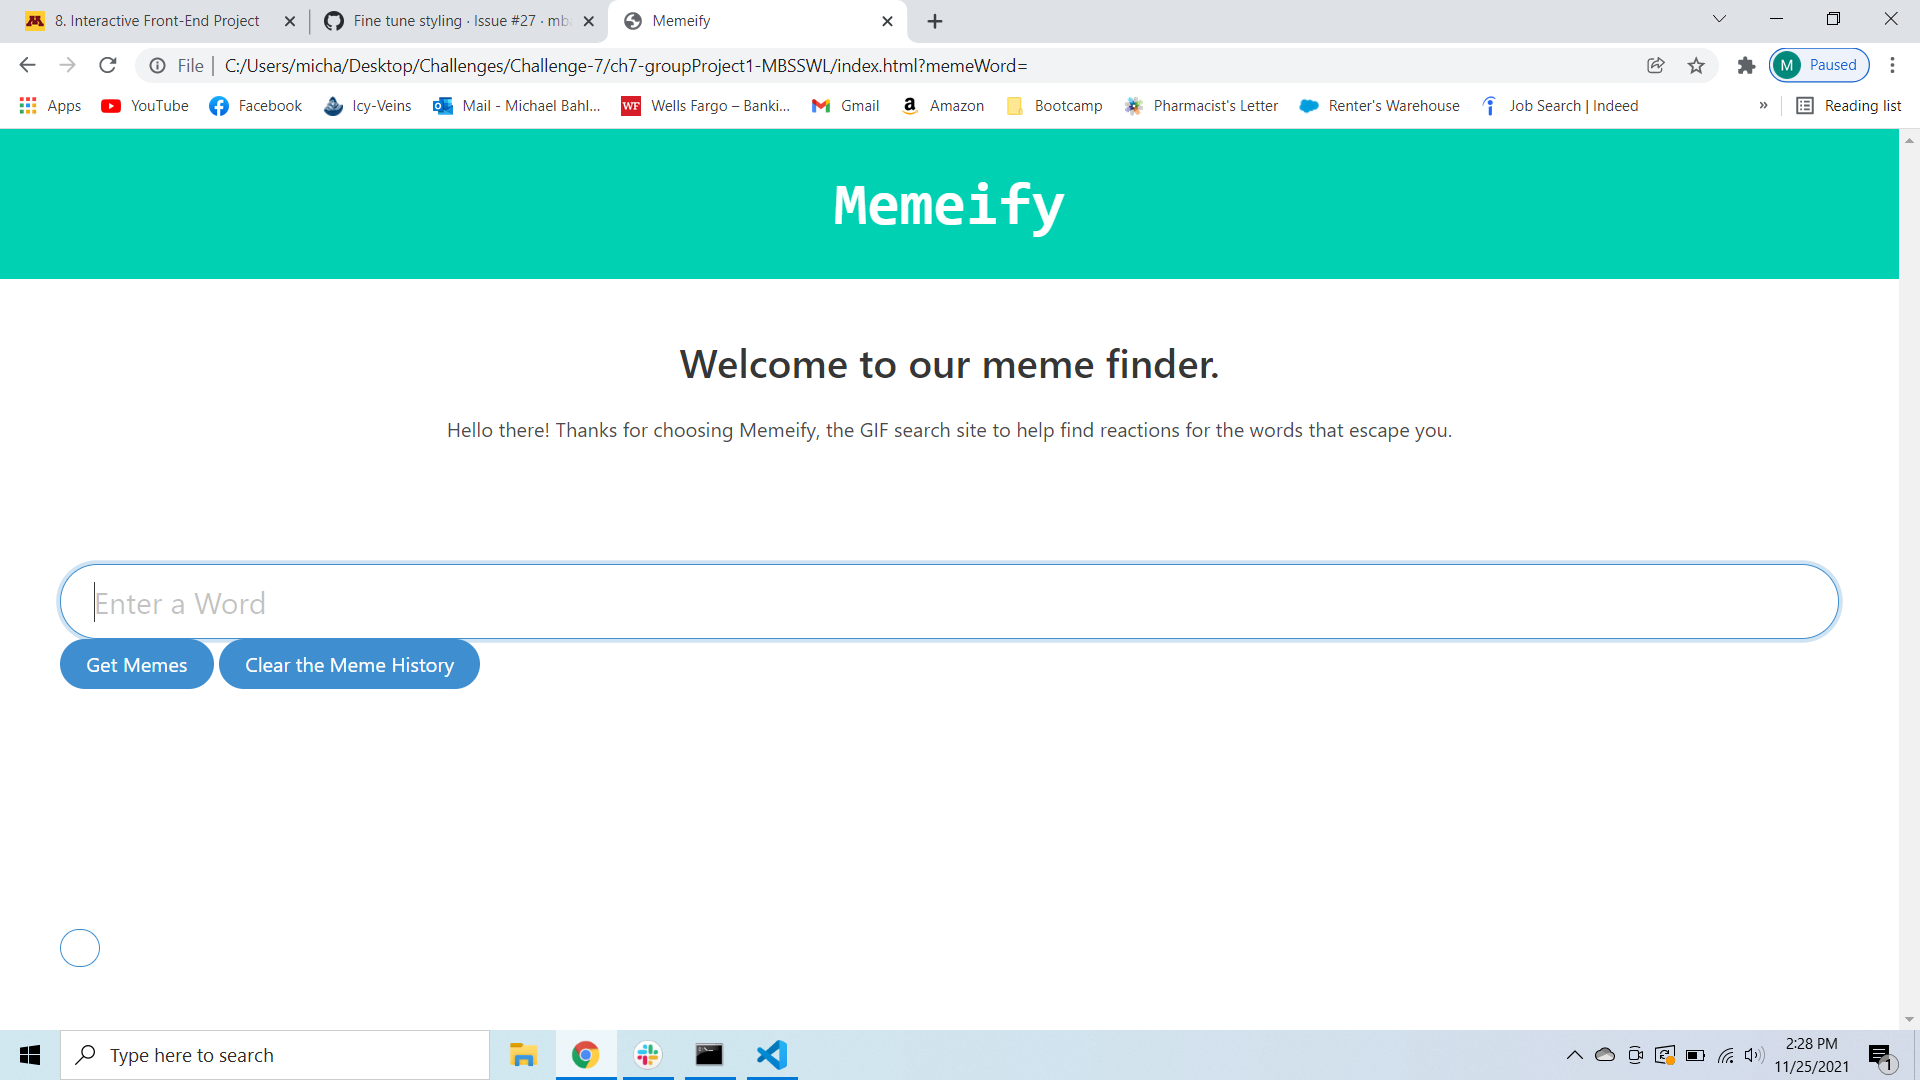 8. Interactive Front-End Project
Fine tune styling · Issue #27 · mb
Memeify
File
C:/Users/micha/Desktop/Challenges/Challenge-7/ch7-groupProject1-MBSSWL/index.html?memeWord=
M Paused
Apps YouTube Facebook Icy-Veins Mail - Michael Bahl... WF Wells Fargo – Banki... Gmail Amazon Bootcamp Pharmacist's Letter Renter's Warehouse Job Search | Indeed » Reading list
Memeify
Welcome to our meme finder.
Hello there! Thanks for choosing Memeify, the GIF search site to help find reactions for the words that escape you.
Enter a Word
Get Memes Clear the Meme History
Type here to search
2:28 PM
11/25/2021
1